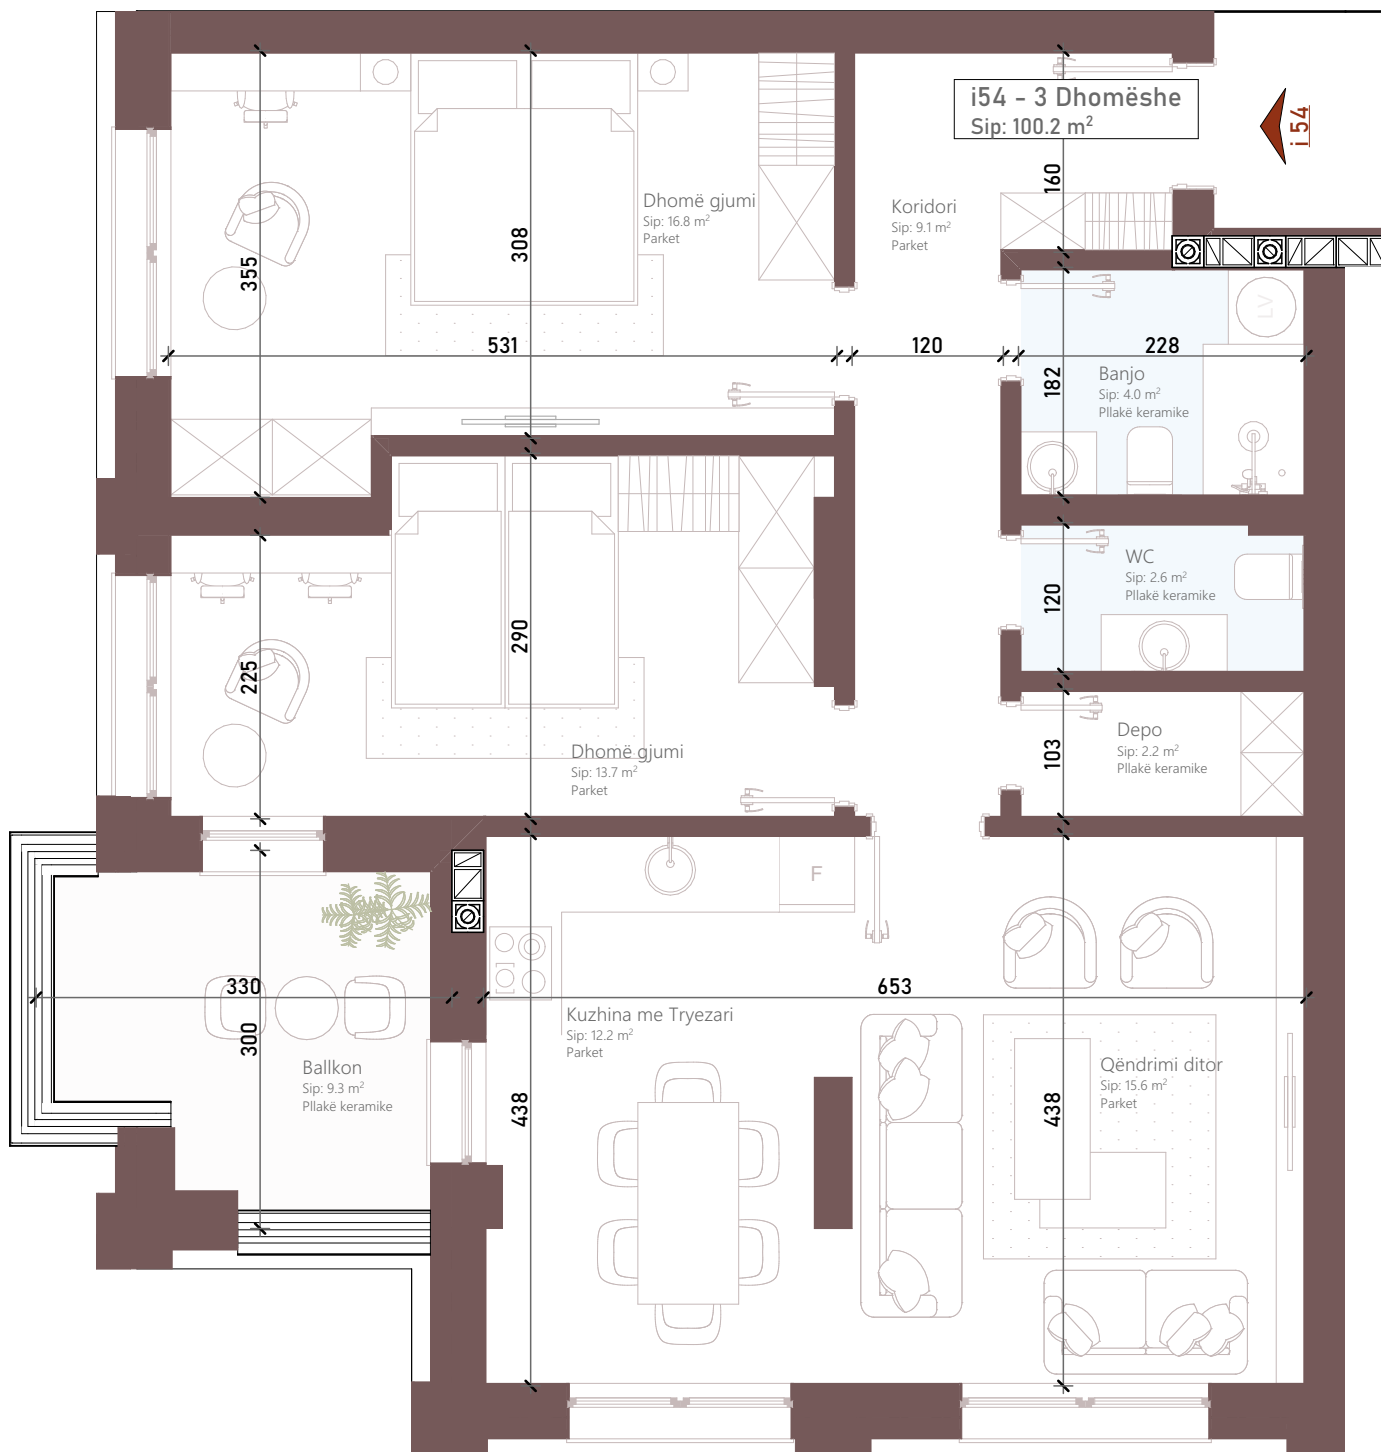 i54 - 3 Dhomëshe
Sip: 100.2 m²
i 54
160
Dhomë gjumi
Sip: 16.8 m²
Parket
Koridori
Sip: 9.1 m²
Parket
308
355
LV
531
120
228
182
Banjo
Sip: 4.0 m²
Pllakë keramike
WC
Sip: 2.6 m²
Pllakë keramike
120
290
225
Dhomë gjumi
Sip: 13.7 m²
Parket
Depo
Sip: 2.2 m²
Pllakë keramike
103
F
330
300
653
Kuzhina me Tryezari
Sip: 12.2 m²
Parket
Ballkon
Sip: 9.3 m²
Pllakë keramike
Qëndrimi ditor
Sip: 15.6 m²
Parket
438
438